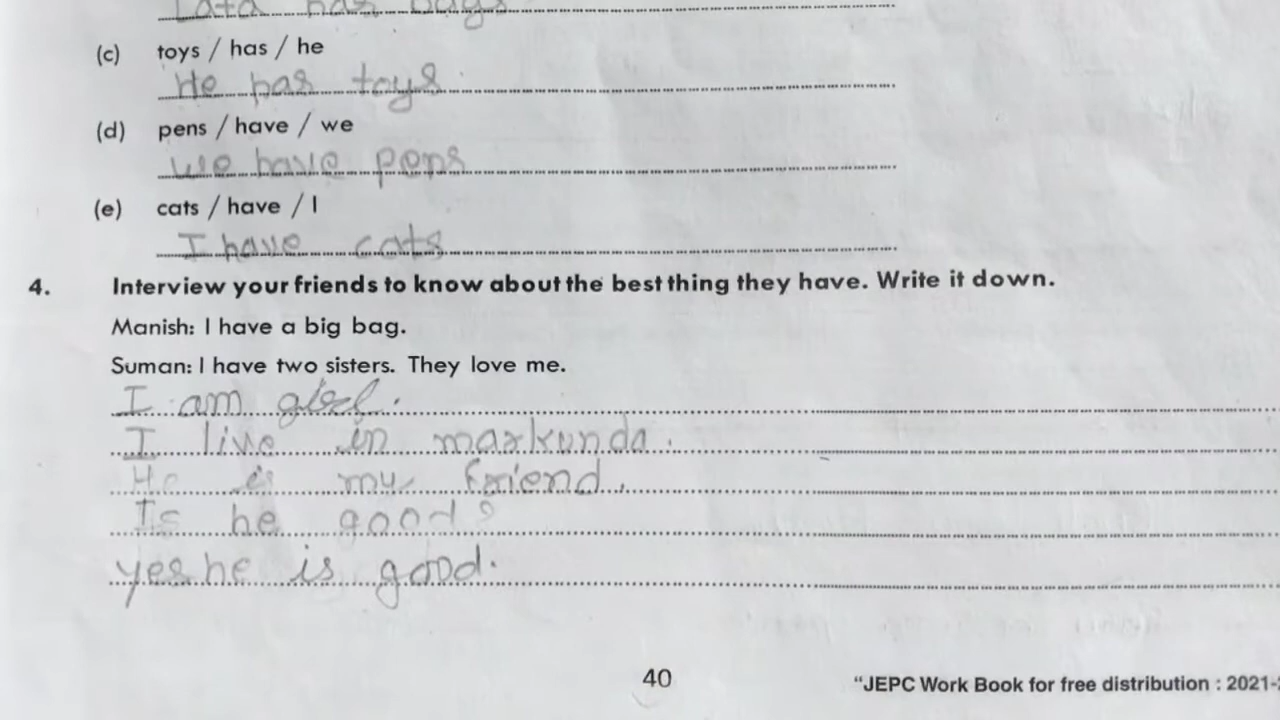 Lata has bags
(c) toys / has / he
He has toys
(d) pens / have / we
We have pens
(e) cats / have / I
I have cats
4. Interview your friends to know about the best thing they have. Write it down.
Manish: I have a big bag.
Suman: I have two sisters. They love me.
I am girl.
I live in markunda.
He is my friend.
Is he good?
yes he is good.
40
"JEPC Work Book for free distribution : 2021-